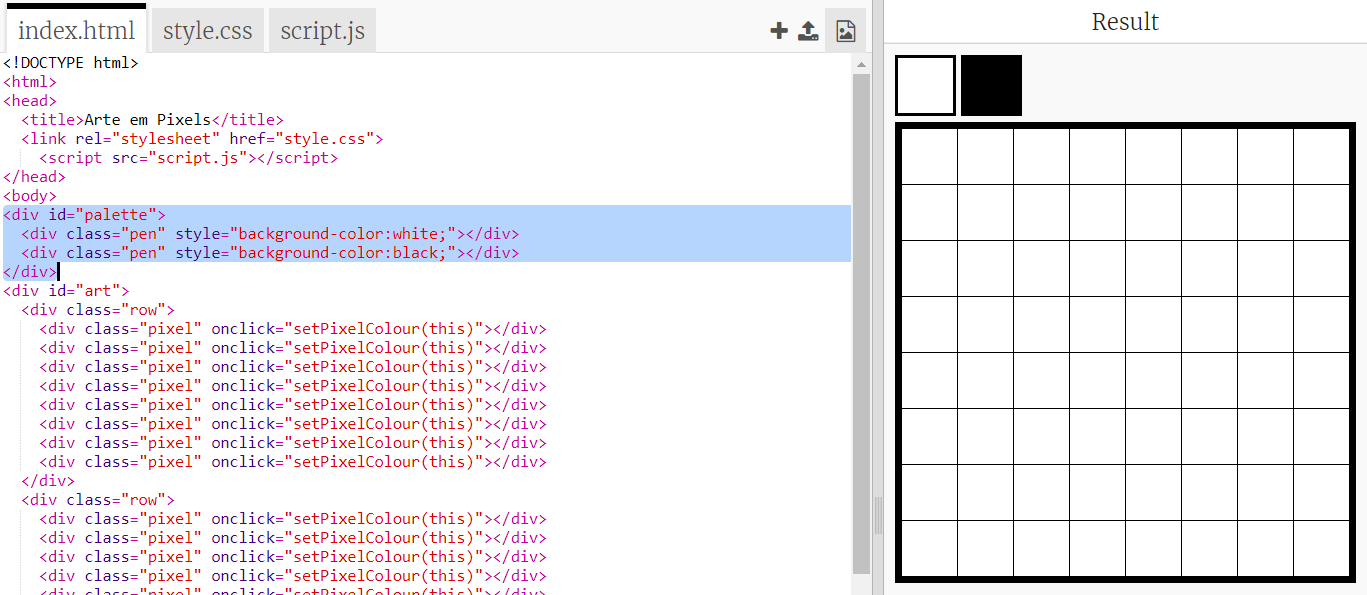 index.html style.css script.js
Result
<!DOCTYPE html>
<html>
<head>
<title>Arte em Pixels</title>
<link rel="stylesheet" href="style.css">
<script src="script.js"></script>
</head>
<body>
<div id="palette">
<div class="pen" style="background-color:white;"></div>
<div class="pen" style="background-color:black;"></div>
</div>
<div id="art">
<div class="row">
<div class="pixel" onclick="setPixelColour(this)"></div>
<div class="pixel" onclick="setPixelColour(this)"></div>
<div class="pixel" onclick="setPixelColour(this)"></div>
<div class="pixel" onclick="setPixelColour(this)"></div>
<div class="pixel" onclick="setPixelColour(this)"></div>
<div class="pixel" onclick="setPixelColour(this)"></div>
<div class="pixel" onclick="setPixelColour(this)"></div>
<div class="pixel" onclick="setPixelColour(this)"></div>
</div>
<div class="row">
<div class="pixel" onclick="setPixelColour(this)"></div>
<div class="pixel" onclick="setPixelColour(this)"></div>
<div class="pixel" onclick="setPixelColour(this)"></div>
<div class="pixel" onclick="setPixelColour(this)"></div>
<div class="pixel" onclick="setPixelColour(this)"></div>